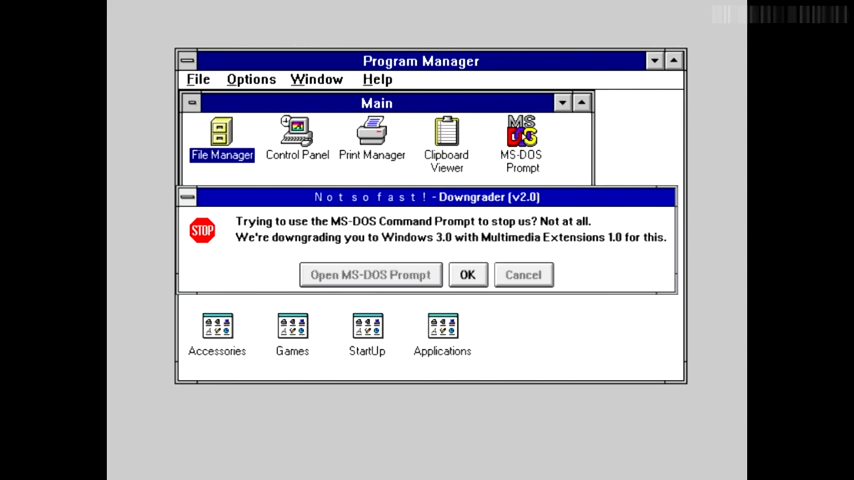 Program Manager
File Options Window Help
Main
File Manager Control Panel Print Manager Clipboard Viewer MS-DOS Prompt
N o t s o f a s t ! - Downgrader (v2.0)
STOP
Trying to use the MS-DOS Command Prompt to stop us? Not at all.
We're downgrading you to Windows 3.0 with Multimedia Extensions 1.0 for this.
Open MS-DOS Prompt OK Cancel
Accessories Games StartUp Applications